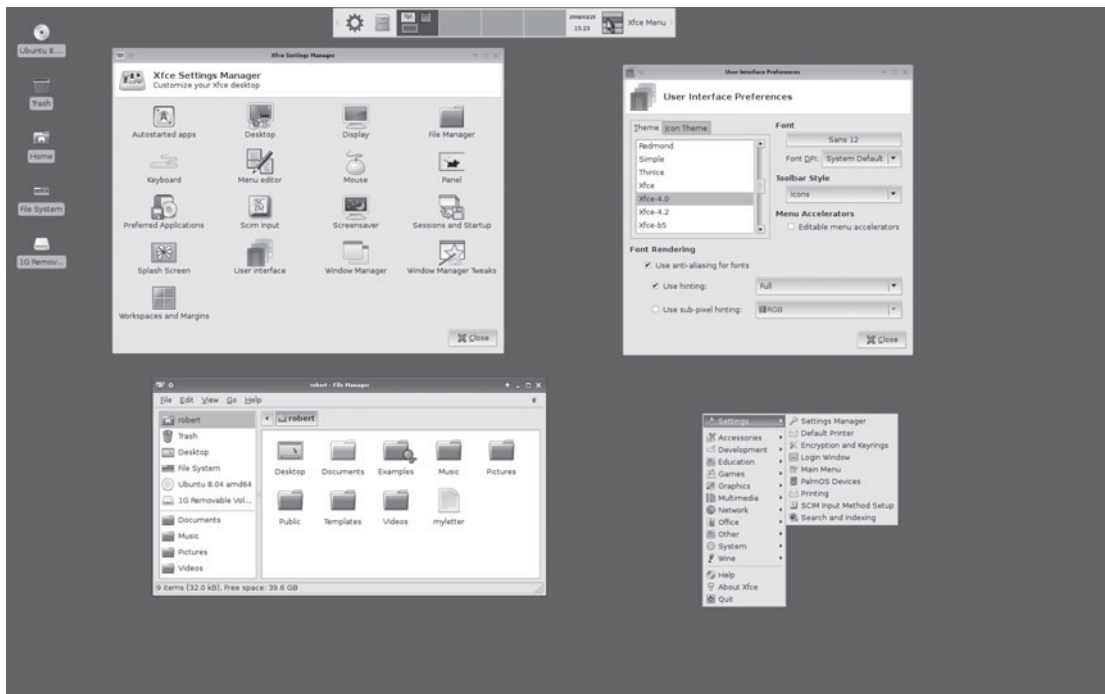 Ubuntu 8....
Trash
Home
File System
1G Remov...
2008/03/25
15:23
Xfce Menu
Xfce Settings Manager
Xfce Settings Manager
Customize your Xfce desktop
Autostarted apps
Desktop
Display
File Manager
Keyboard
Menu editor
Mouse
Panel
Preferred Applications
Scim Input
Screensaver
Sessions and Startup
Splash Screen
User interface
Window Manager
Window Manager Tweaks
Workspaces and Margins
Close
User Interface Preferences
User Interface Preferences
Theme
Icon Theme
Redmond
Simple
Thinice
Xfce
Xfce-4.0
Xfce-4.2
Xfce-b5
Font
Sans 12
Font DPI: System Default
Toolbar Style
Icons
Menu Accelerators
Editable menu accelerators
Font Rendering
Use anti-aliasing for fonts
Use hinting: Full
Use sub-pixel hinting: RGB
Close
robert - File Manager
File Edit View Go Help
robert
Trash
Desktop
File System
Ubuntu 8.04 amd64
1G Removable Vol...
Documents
Music
Pictures
Videos
robert
Desktop
Documents
Examples
Music
Pictures
Public
Templates
Videos
myletter
9 items (32.0 kB), Free space: 39.6 GB
Settings
Accessories
Development
Education
Games
Graphics
Multimedia
Network
Office
Other
System
Wine
Help
About Xfce
Quit
Settings Manager
Default Printer
Encryption and Keyrings
Login Window
Main Menu
PalmOS Devices
Printing
SCIM Input Method Setup
Search and Indexing